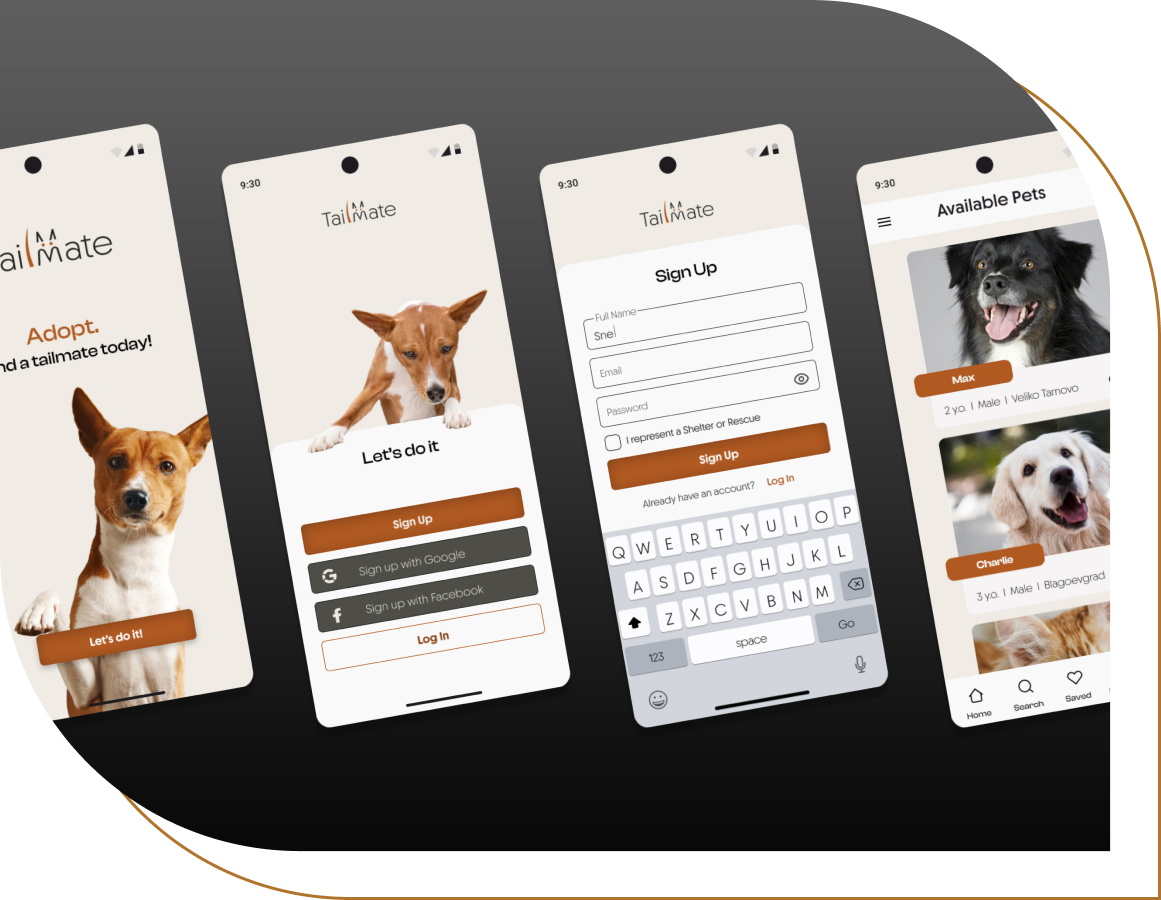 TailMate
Adopt.
a tailmate today!
Let's do it!
9:30
TailMate
Let's do it
Sign Up
Sign up with Google
Sign up with Facebook
Log In
9:30
TailMate
Sign Up
Full Name
Sne
Email
Password
I represent a Shelter or Rescue
Sign Up
Already have an account? Log In
Q W E R T Y U I O P
A S D F G H J K L
Z X C V B N M
123 space Go
9:30
Available Pets
Max
2 y.o. | Male | Veliko Tarnovo
Charlie
3 y.o. | Male | Blagoevgrad
Home Search Saved